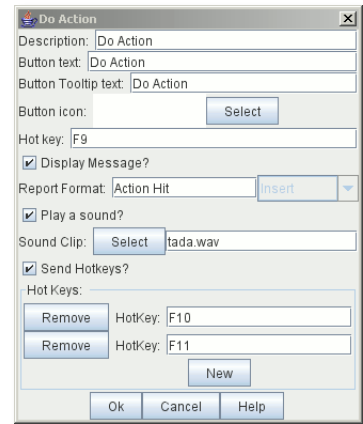 Do Action
Description: Do Action
Button text: Do Action
Button Tooltip text: Do Action
Button icon: Select
Hot key: F9
Display Message?
Report Format: Action Hit Insert
Play a sound?
Sound Clip: Select tada.wav
Send Hotkeys?
Hot Keys:
Remove HotKey: F10
Remove HotKey: F11
New
Ok Cancel Help